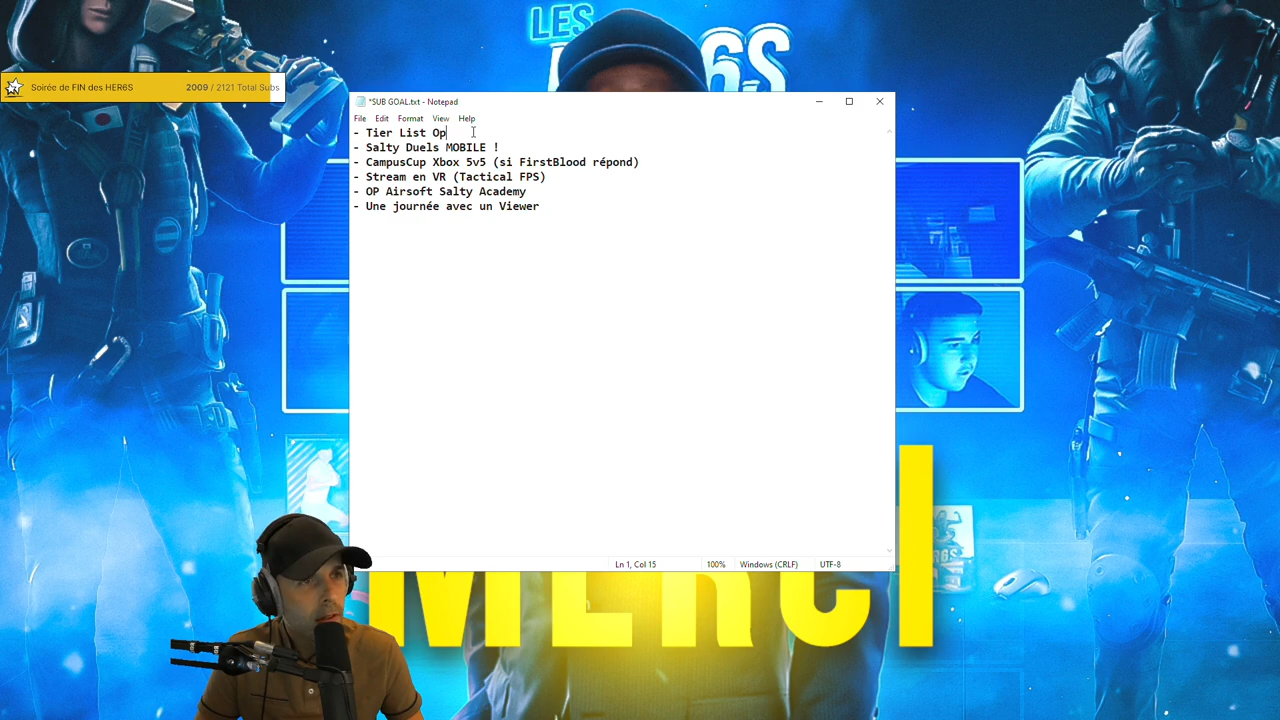 LES
6S
Soirée de FIN des HER6S 2009 / 2121 Total Subs
*SUB GOAL.txt - Notepad
File Edit Format View Help
- Tier List Op
- Salty Duels MOBILE !
- CampusCup Xbox 5v5 (si FirstBlood répond)
- Stream en VR (Tactical FPS)
- OP Airsoft Salty Academy
- Une journée avec un Viewer
Ln 1, Col 15 100% Windows (CRLF) UTF-8
MERCI